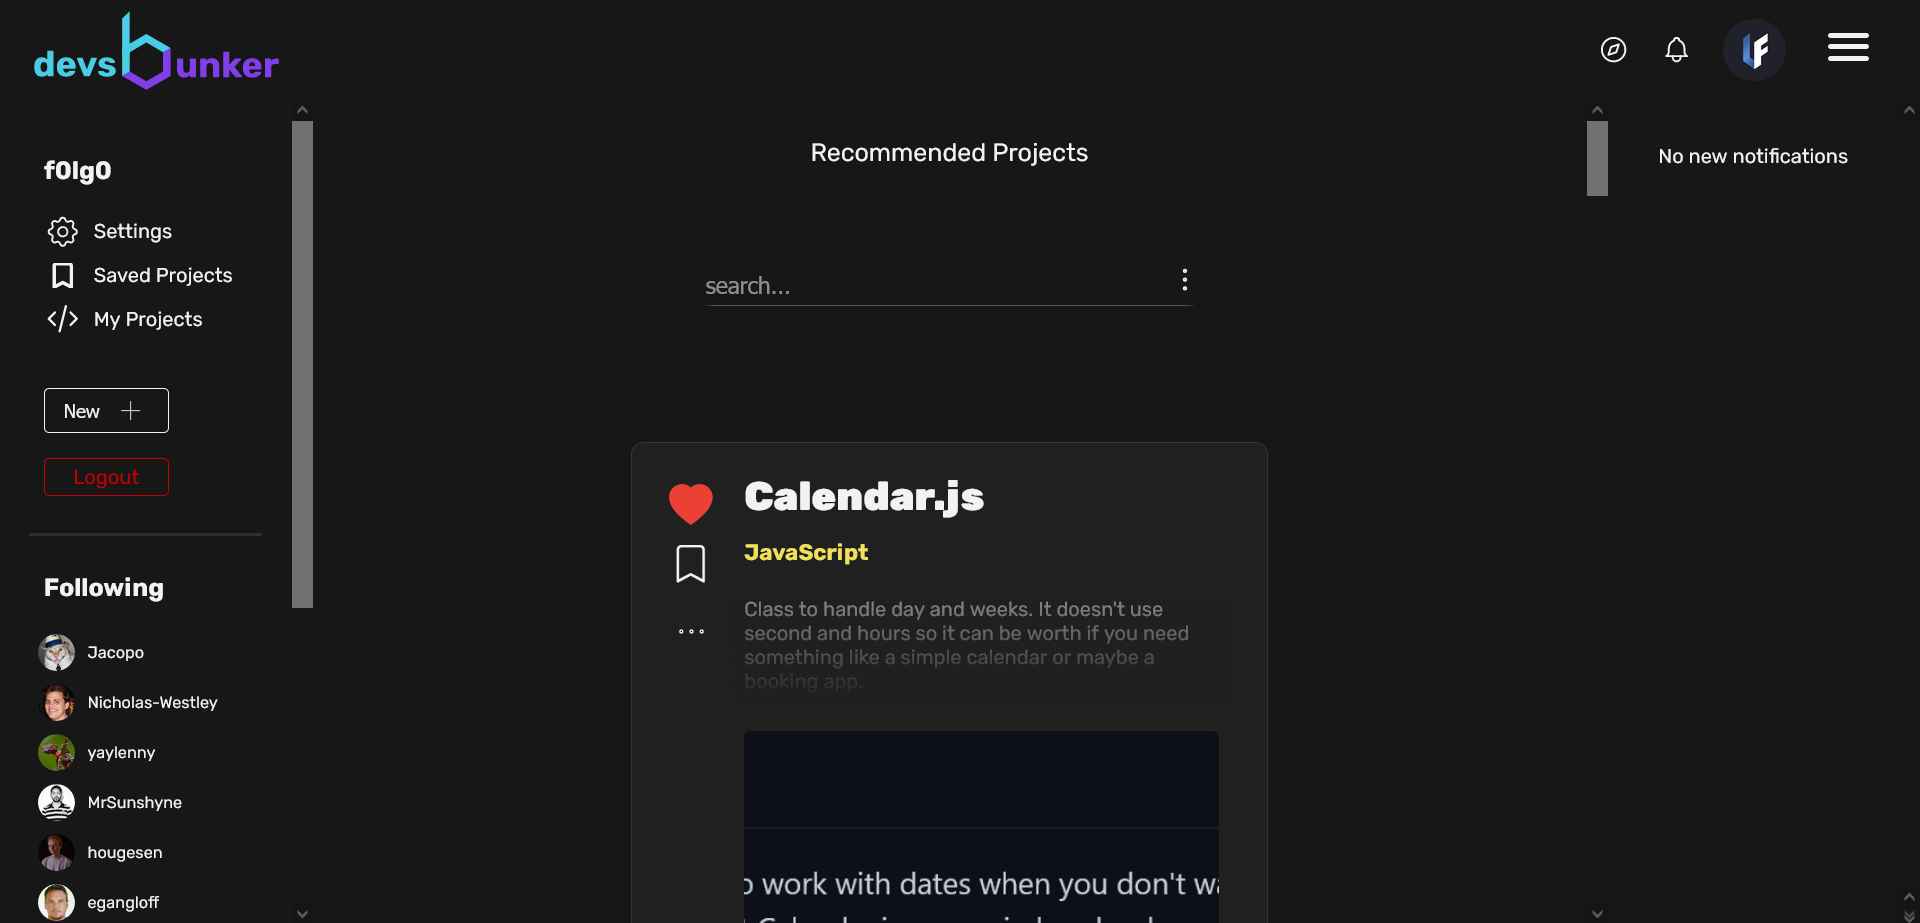 devsbunker
f0lg0
Settings
Saved Projects
My Projects
New
Logout
Following
Jacopo
Nicholas-Westley
yaylenny
MrSunshyne
hougesen
egangloff
Recommended Projects
search...
Calendar.js
JavaScript
Class to handle day and weeks. It doesn't use
second and hours so it can be worth if you need
something like a simple calendar or maybe a
booking app.
work with dates when you don't
No new notifications